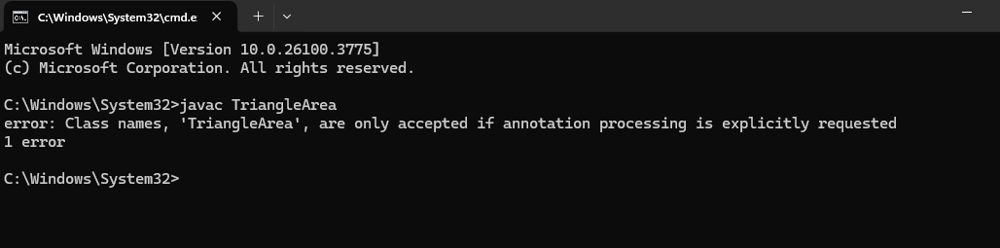 C:\Windows\System32\cmd.e
Microsoft Windows [Version 10.0.26100.3775]
(c) Microsoft Corporation. All rights reserved.
C:\Windows\System32>javac TriangleArea
error: Class names, 'TriangleArea', are only accepted if annotation processing is explicitly requested
1 error
C:\Windows\System32>